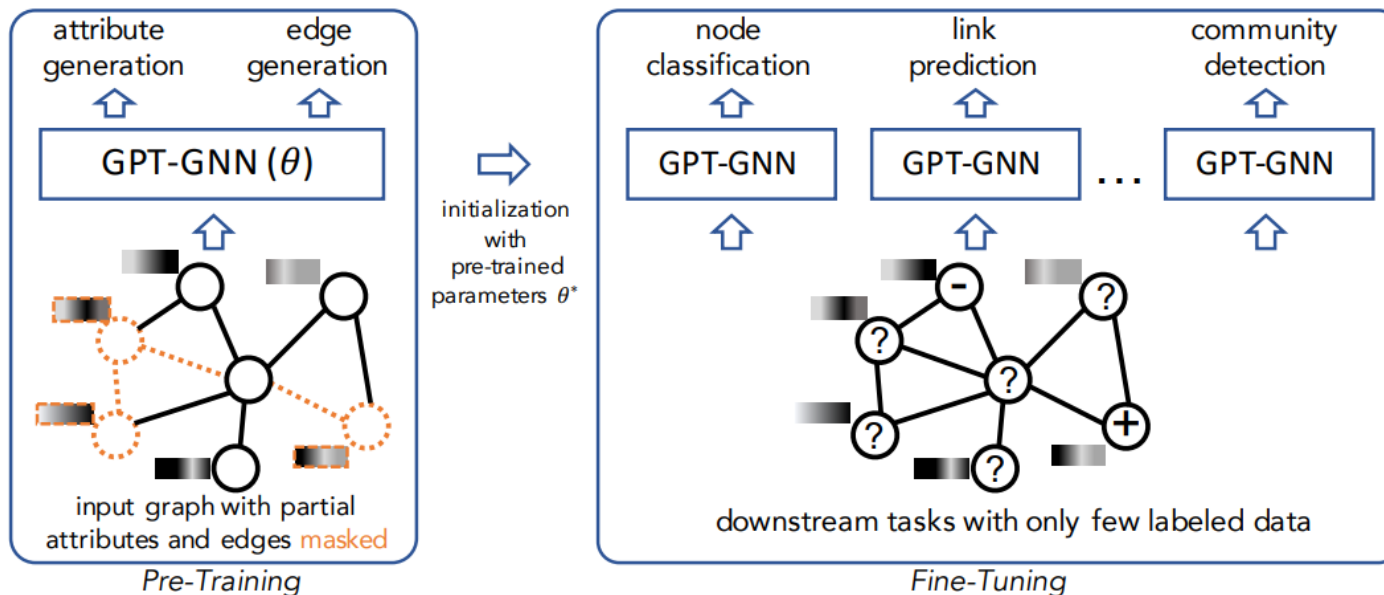 attribute
generation
edge
generation
GPT-GNN (θ)
input graph with partial
attributes and edges masked
Pre-Training
initialization
with
pre-trained
parameters θ*
node
classification
link
prediction
community
detection
GPT-GNN
GPT-GNN
...
GPT-GNN
-
?
?
?
?
+
?
downstream tasks with only few labeled data
Fine-Tuning